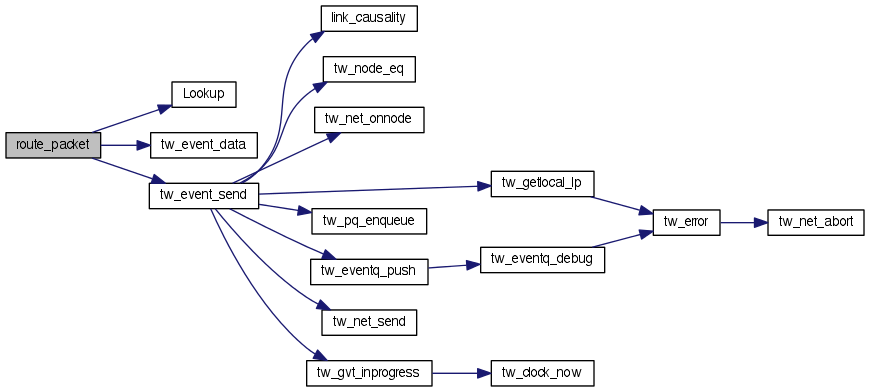 link_causality
tw_node_eq
Lookup
tw_net_onnode
route_packet
tw_event_data
tw_getlocal_lp
tw_event_send
tw_pq_enqueue
tw_error
tw_net_abort
tw_eventq_debug
tw_eventq_push
tw_net_send
tw_gvt_inprogress
tw_clock_now